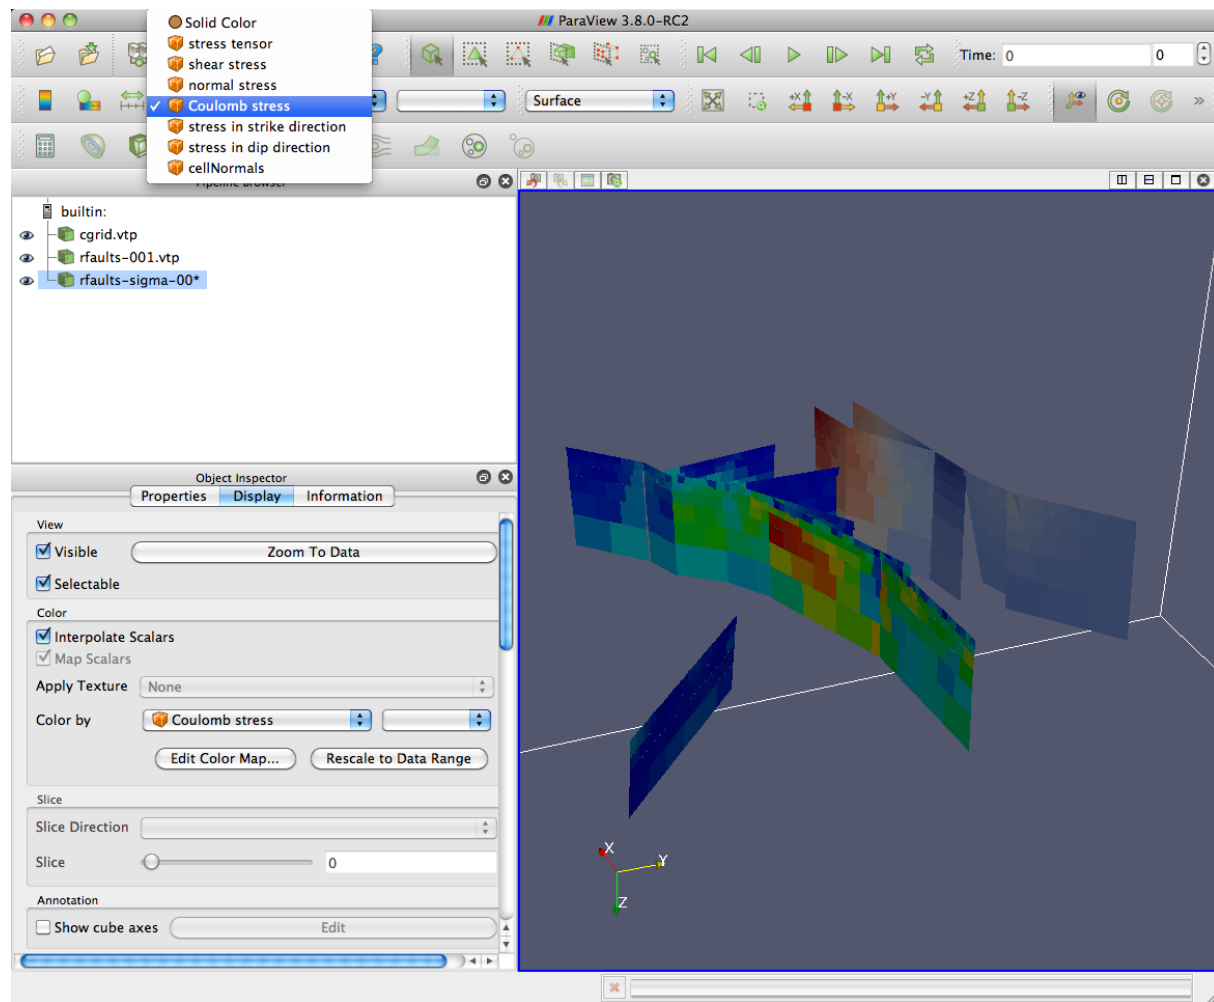 ParaView 3.8.0-RC2
Solid Color
stress tensor
shear stress
normal stress
Coulomb stress
stress in strike direction
stress in dip direction
cellNormals
?
Time: 0 0
Surface
+X -X +Y -Y +Z -Z
»
builtin:
cgrid.vtp
rfaults-001.vtp
rfaults-sigma-00*
Object Inspector
Properties Display Information
View
Visible Zoom To Data
Selectable
Color
Interpolate Scalars
Map Scalars
Apply Texture None
Color by Coulomb stress
Edit Color Map... Rescale to Data Range
Slice
Slice Direction
Slice 0
Annotation
Show cube axes Edit
X
Y
Z